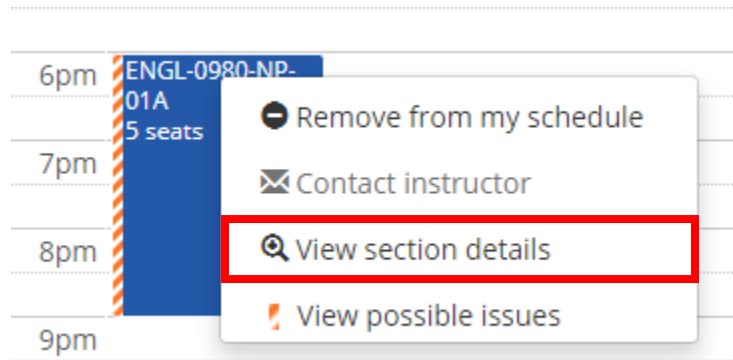 6pm
ENGL-0980-NP-
01A
5 seats
Remove from my schedule
7pm
Contact instructor
8pm
View section details
View possible issues
9pm